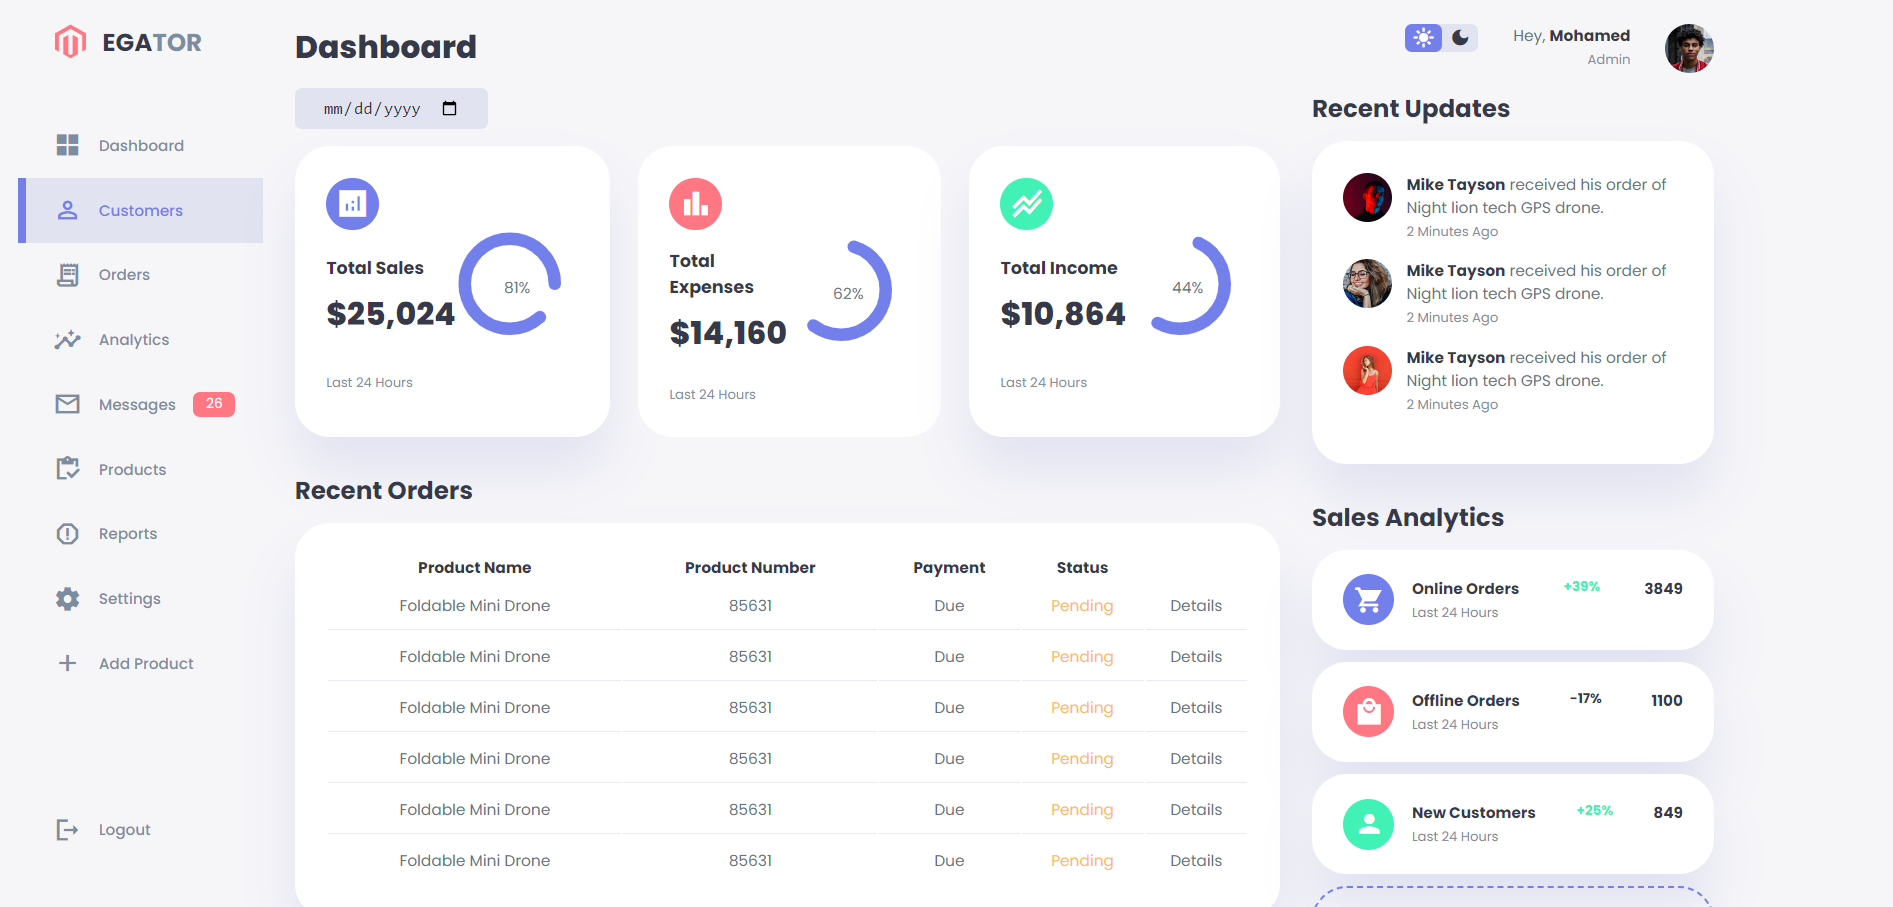 EGATOR
Dashboard
Customers
Orders
Analytics
Messages 26
Products
Reports
Settings
Add Product
Logout
Dashboard
mm/dd/yyyy
Total Sales
$25,024
81%
Last 24 Hours
Total
Expenses
$14,160
62%
Last 24 Hours
Total Income
$10,864
44%
Last 24 Hours
Recent Orders
Product Name Product Number Payment Status
Foldable Mini Drone 85631 Due Pending Details
Foldable Mini Drone 85631 Due Pending Details
Foldable Mini Drone 85631 Due Pending Details
Foldable Mini Drone 85631 Due Pending Details
Foldable Mini Drone 85631 Due Pending Details
Foldable Mini Drone 85631 Due Pending Details
Hey, Mohamed
Admin
Recent Updates
Mike Tayson received his order of
Night lion tech GPS drone.
2 Minutes Ago
Mike Tayson received his order of
Night lion tech GPS drone.
2 Minutes Ago
Mike Tayson received his order of
Night lion tech GPS drone.
2 Minutes Ago
Sales Analytics
Online Orders +39% 3849
Last 24 Hours
Offline Orders -17% 1100
Last 24 Hours
New Customers +25% 849
Last 24 Hours